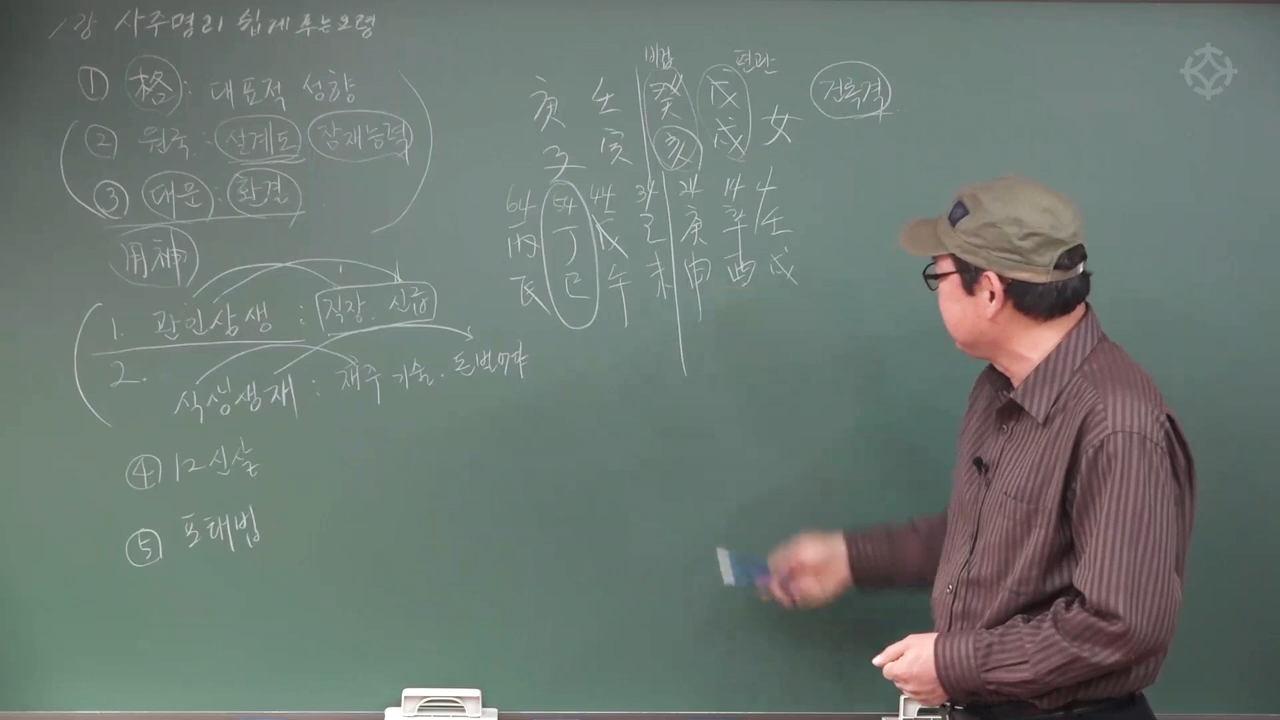 1강 사주명리 쉽게 푸는 요령
① 格 : 대표적 성향
② 원국 : 설계도 잠재능력
③ 대운 : 환결
用神
1. 관인상생 : 직장. 신급
2. 식상생재 : 재주 기술. 돈벌어라
④ 12신살
⑤ 포태법
비겁 편관
庚 壬 癸 戊 女 건록격
子 寅 亥 戌
64 54 44 34 24 14 4
丙 丁 戊 己 庚 辛 壬
辰 巳 午 未 申 酉 戌